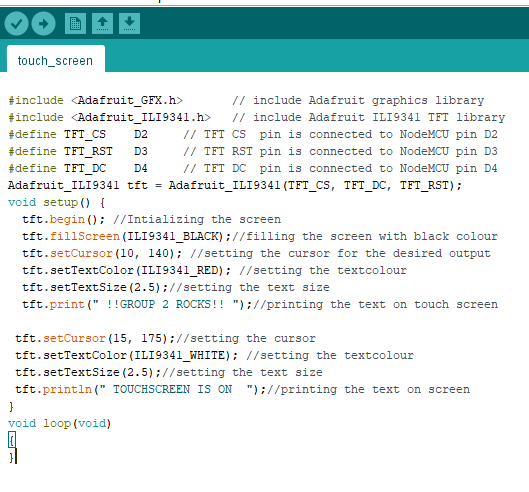 touch_screen
#include <Adafruit_GFX.h>       // include Adafruit graphics library
#include <Adafruit_ILI9341.h>   // include Adafruit ILI9341 TFT library
#define TFT_CS    D2     // TFT CS  pin is connected to NodeMCU pin D2
#define TFT_RST   D3     // TFT RST pin is connected to NodeMCU pin D3
#define TFT_DC    D4     // TFT DC  pin is connected to NodeMCU pin D4
Adafruit_ILI9341 tft = Adafruit_ILI9341(TFT_CS, TFT_DC, TFT_RST);
void setup() {
  tft.begin(); //Intializing the screen
  tft.fillScreen(ILI9341_BLACK);//filling the screen with black colour
  tft.setCursor(10, 140); //setting the cursor for the desired output
  tft.setTextColor(ILI9341_RED); //setting the textcolour
  tft.setTextSize(2.5);//setting the text size
  tft.print(" !!GROUP 2 ROCKS!! ");//printing the text on touch screen

 tft.setCursor(15, 175);//setting the cursor
 tft.setTextColor(ILI9341_WHITE); //setting the textcolour
 tft.setTextSize(2.5);//setting the text size
 tft.println(" TOUCHSCREEN IS ON  ");//printing the text on screen
}
void loop(void)
{
}